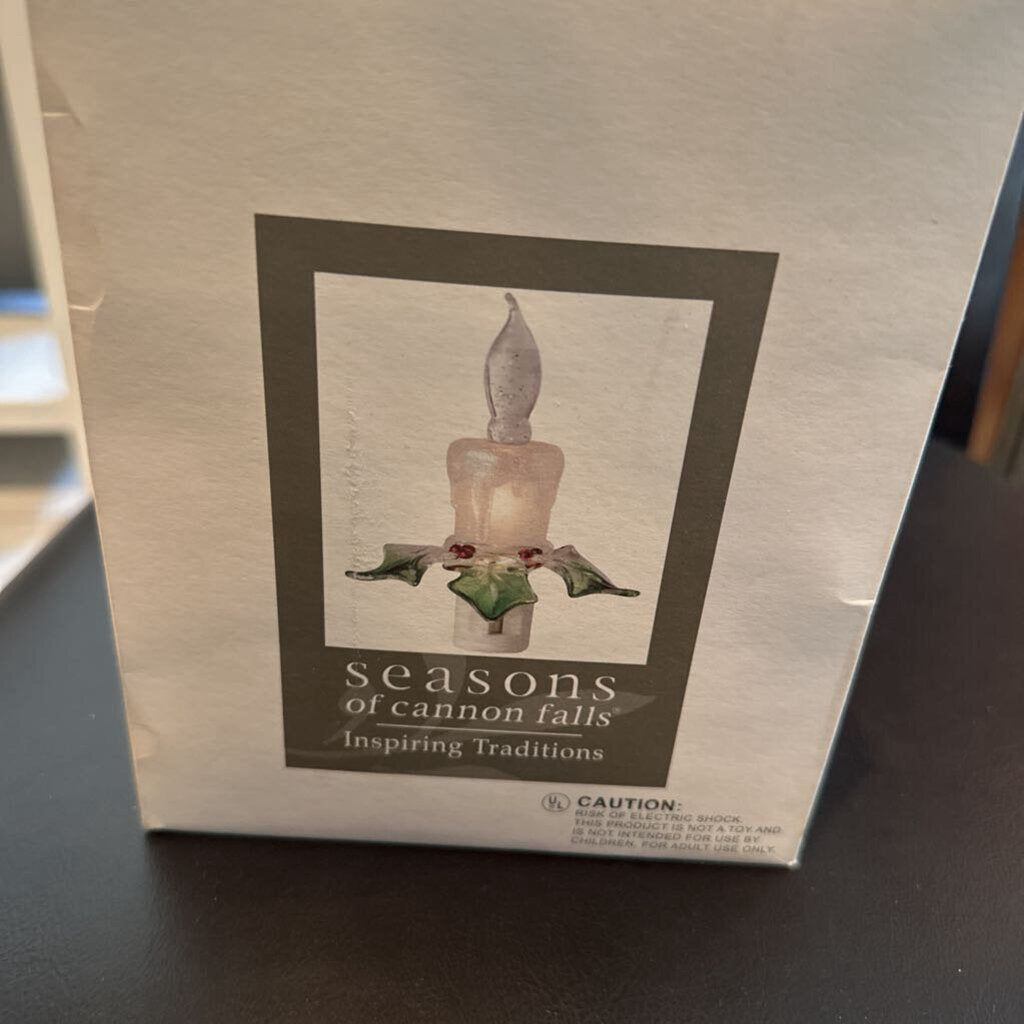 seasons
of cannon falls®
Inspiring Traditions
UL CAUTION:
RISK OF ELECTRIC SHOCK.
THIS PRODUCT IS NOT A TOY AND
IS NOT INTENDED FOR USE BY
CHILDREN. FOR ADULT USE ONLY.